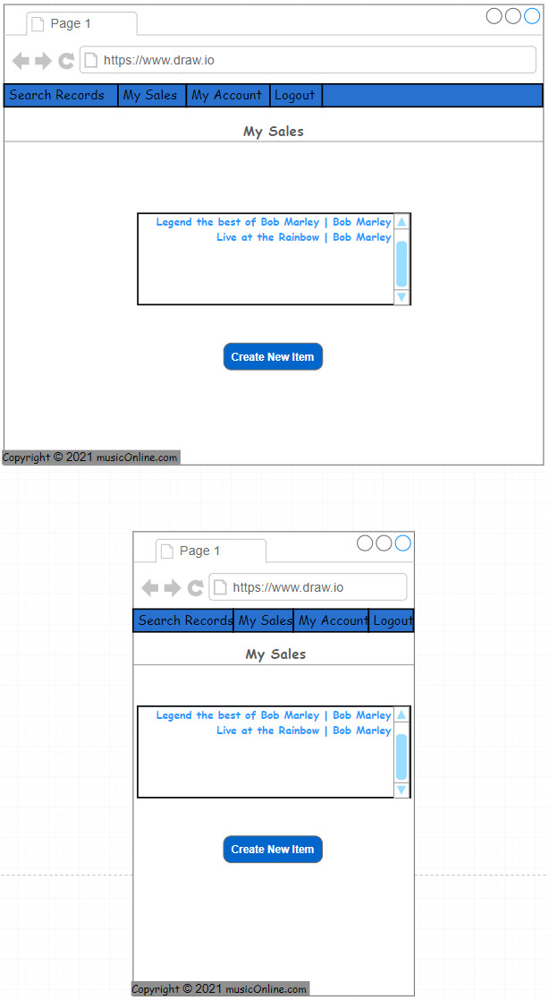 Page 1
https://www.draw.io
Search Records My Sales My Account Logout
My Sales
Legend the best of Bob Marley | Bob Marley
Live at the Rainbow | Bob Marley
Create New Item
Copyright © 2021 musicOnline.com
Page 1
https://www.draw.io
Search Records My Sales My Account Logout
My Sales
Legend the best of Bob Marley | Bob Marley
Live at the Rainbow | Bob Marley
Create New Item
Copyright © 2021 musicOnline.com